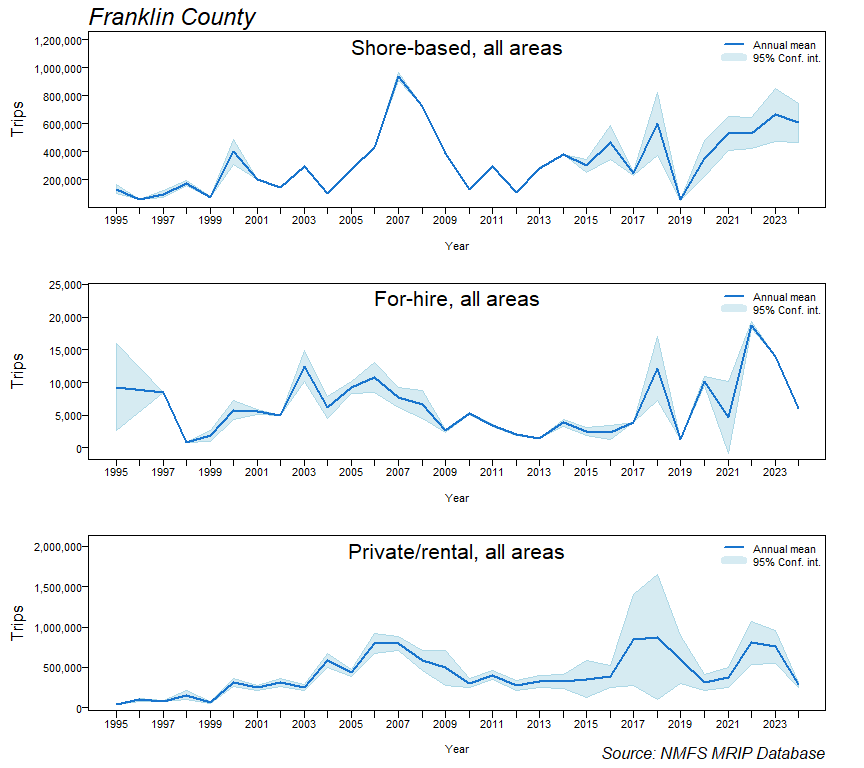 Franklin County
Shore-based, all areas
Annual mean
95% Conf. int.
Trips
1,200,000
1,000,000
800,000
600,000
400,000
200,000
1995 1997 1999 2001 2003 2005 2007 2009 2011 2013 2015 2017 2019 2021 2023
Year
For-hire, all areas
Annual mean
95% Conf. int.
Trips
25,000
20,000
15,000
10,000
5,000
0
1995 1997 1999 2001 2003 2005 2007 2009 2011 2013 2015 2017 2019 2021 2023
Year
Private/rental, all areas
Annual mean
95% Conf. int.
Trips
2,000,000
1,500,000
1,000,000
500,000
0
1995 1997 1999 2001 2003 2005 2007 2009 2011 2013 2015 2017 2019 2021 2023
Year
Source: NMFS MRIP Database